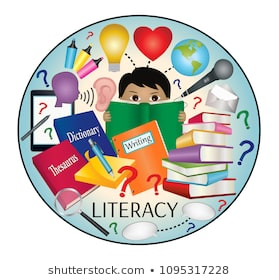 ?
?
?
?
Dictionary
Thesaurus
Writing
?
?
?
?
?
LITERACY
shutterstock.com • 1095317228